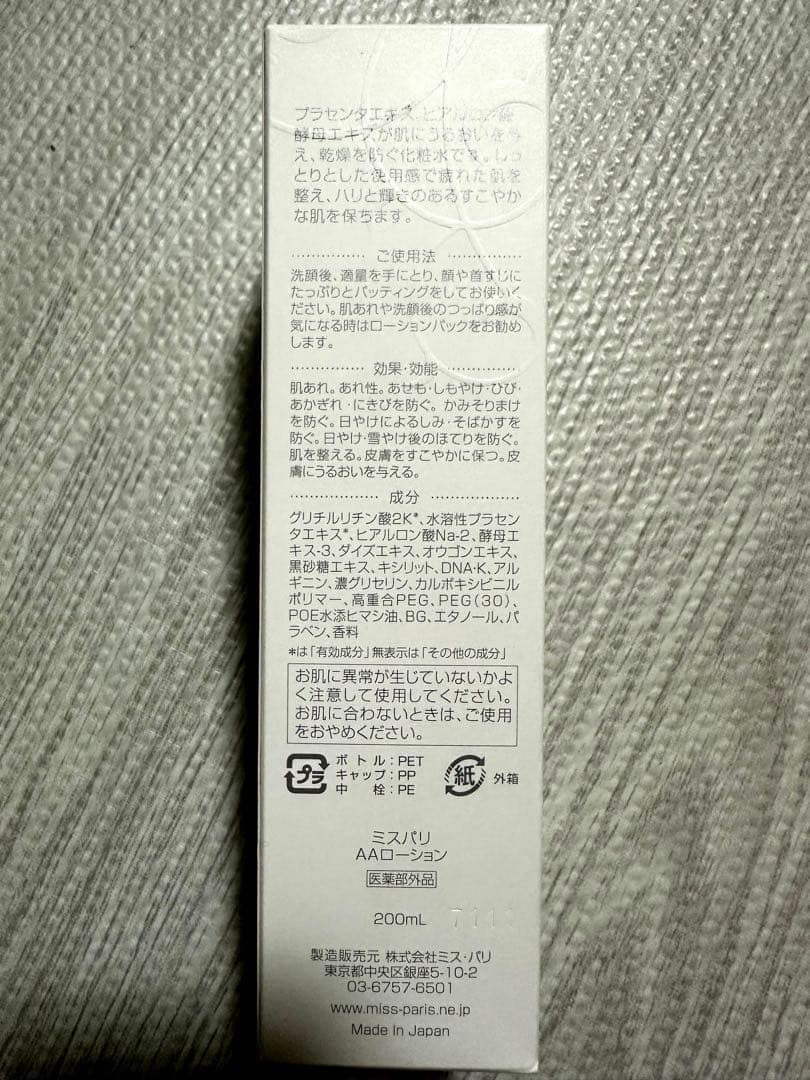 プラセンタエキス、ヒアルロン酸、
酵母エキスが肌にうるおいを与
え、乾燥を防ぐ化粧水です。しっ
とりとした使用感で疲れた肌を
整え、ハリと輝きのあるすこやか
な肌を保ちます。
ご使用法
洗顔後、適量を手にとり、顔や首すじに
たっぷりとパッティングをしてお使いく
ださい。肌あれや洗顔後のつっぱり感が
気になる時はローションパックをお勧め
します。
効果・効能
肌あれ。あれ性。あせも・しもやけ・ひび・
あかぎれ・にきびを防ぐ。かみそりまけ
を防ぐ。日やけによるしみ・そばかすを
防ぐ。日やけ・雪やけ後のほてりを防ぐ。
肌を整える。皮膚をすこやかに保つ。皮
膚にうるおいを与える。
成分
グリチルリチン酸2K*、水溶性プラセン
タエキス*、ヒアルロン酸Na-2、酵母エ
キス-3、ダイズエキス、オウゴンエキス、
黒砂糖エキス、キシリット、DNA・K、アル
ギニン、濃グリセリン、カルボキシビニル
ポリマー、高重合PEG、PEG(30)、
POE水添ヒマシ油、BG、エタノール、パ
ラベン、香料
*は「有効成分」無表示は「その他の成分」
お肌に異常が生じていないかよ
く注意して使用してください。
お肌に合わないときは、ご使用
をおやめください。
プラ
ボトル:PET
キャップ:PP
中栓:PE
紙
外箱
ミスパリ
AAローション
医薬部外品
200mL
製造販売元 株式会社ミス・パリ
東京都中央区銀座5-10-2
03-6757-6501
www.miss-paris.ne.jp
Made In Japan